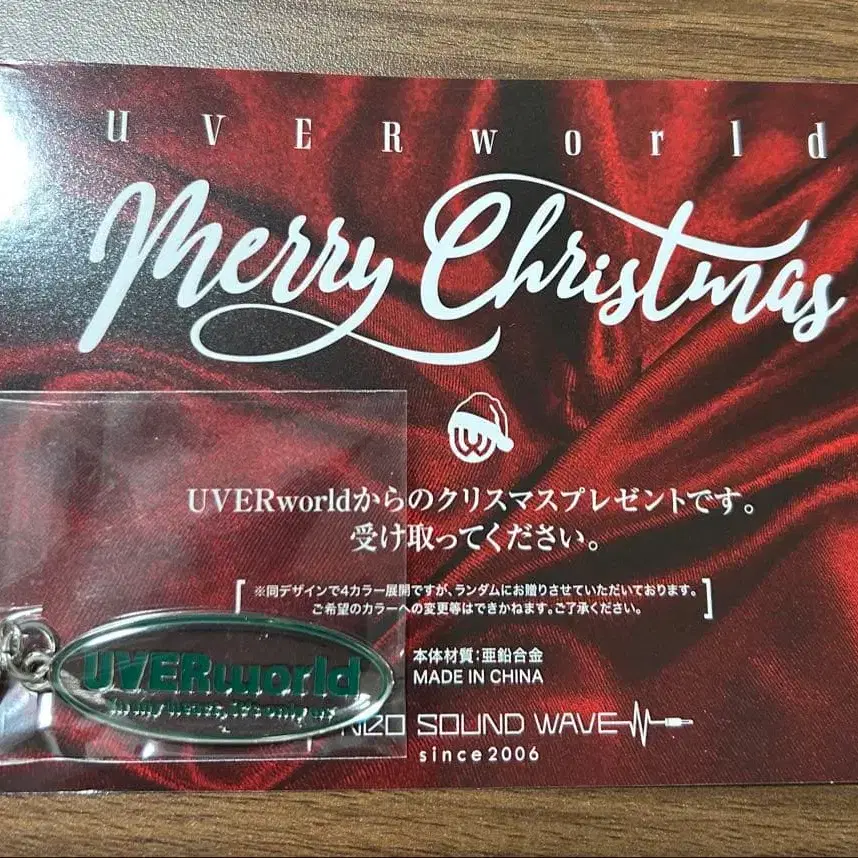 UVERworld
Merry Christmas
UVERworldからのクリスマスプレゼントです。
受け取ってください。
※同デザインで4カラー展開ですが、ランダムにお贈りさせていただいております。
ご希望のカラーへの変更等はできかねます。ご了承ください。
本体材質：亜鉛合金
MADE IN CHINA
UVERworld
SOUND WAVE
since2006